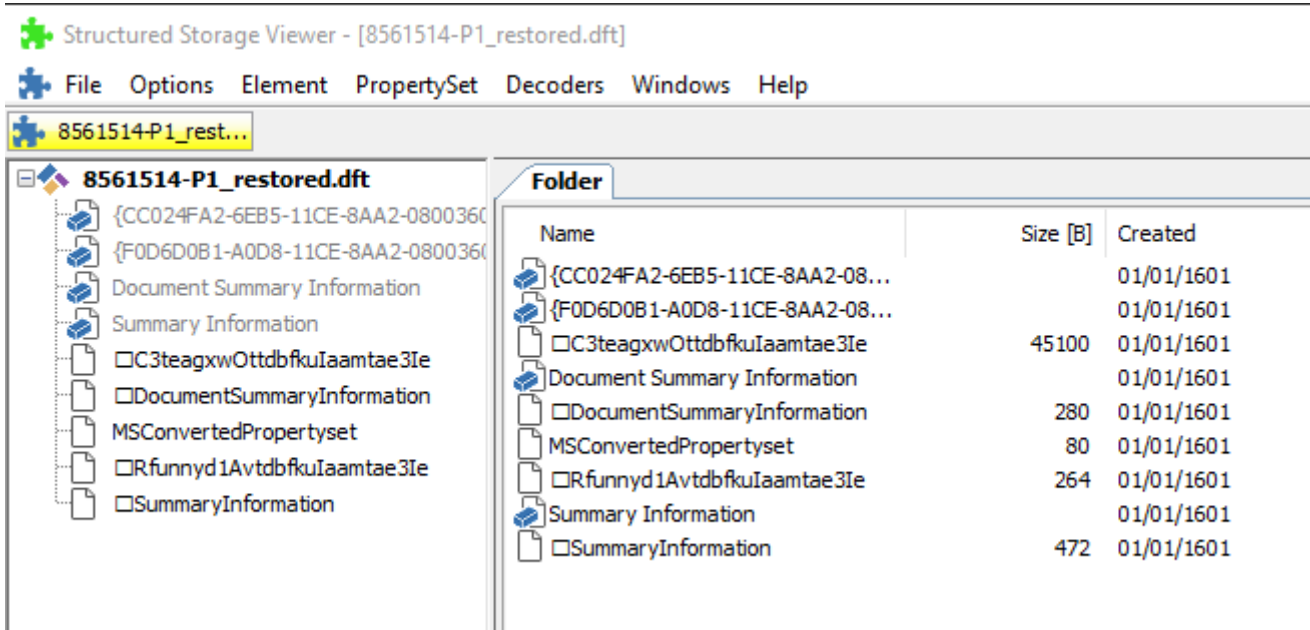 Structured Storage Viewer - [8561514-P1_restored.dft]
File Options Element PropertySet Decoders Windows Help
8561514-P1_rest...
8561514-P1_restored.dft
{CC024FA2-6EB5-11CE-8AA2-0800360
{F0D6D0B1-A0D8-11CE-8AA2-0800360
Document Summary Information
Summary Information
□C3teagxwOttdbfkuIaamtae3Ie
□DocumentSummaryInformation
MSConvertedPropertyset
□Rfunnyd1AvtdbfkuIaamtae3Ie
□SummaryInformation
Folder
Name Size [B] Created
{CC024FA2-6EB5-11CE-8AA2-08... 01/01/1601
{F0D6D0B1-A0D8-11CE-8AA2-08... 01/01/1601
□C3teagxwOttdbfkuIaamtae3Ie 45100 01/01/1601
Document Summary Information 01/01/1601
□DocumentSummaryInformation 280 01/01/1601
MSConvertedPropertyset 80 01/01/1601
□Rfunnyd1AvtdbfkuIaamtae3Ie 264 01/01/1601
Summary Information 01/01/1601
□SummaryInformation 472 01/01/1601